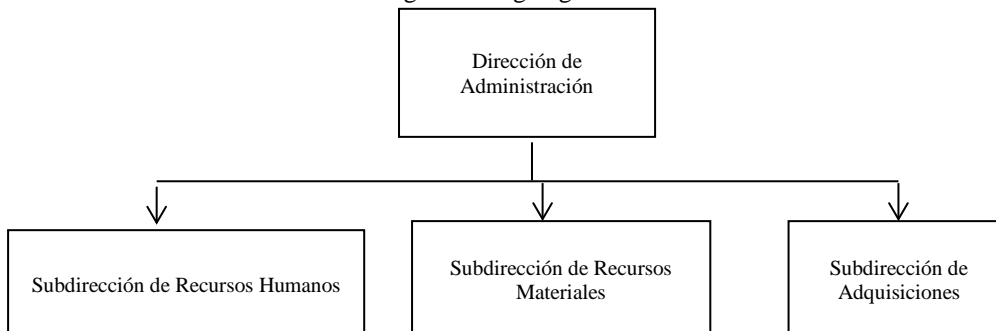 Dirección de
Administración
Subdirección de Recursos Humanos
Subdirección de Recursos
Materiales
Subdirección de
Adquisiciones